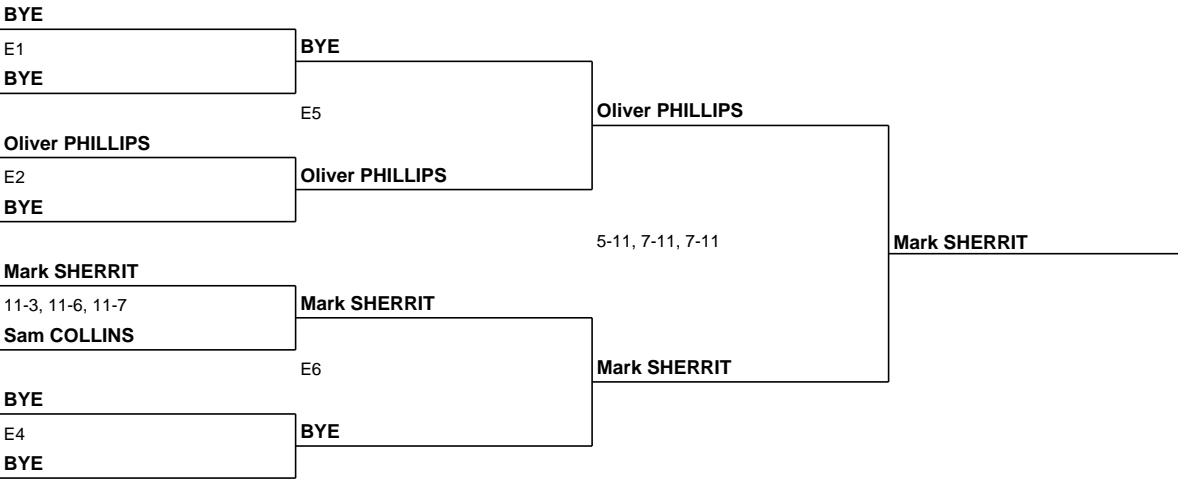 BYE
E1
BYE
BYE
E5
Oliver PHILLIPS
Oliver PHILLIPS
E2
Oliver PHILLIPS
BYE
5-11, 7-11, 7-11
Mark SHERRIT
Mark SHERRIT
11-3, 11-6, 11-7
Mark SHERRIT
Sam COLLINS
E6
Mark SHERRIT
BYE
E4
BYE
BYE